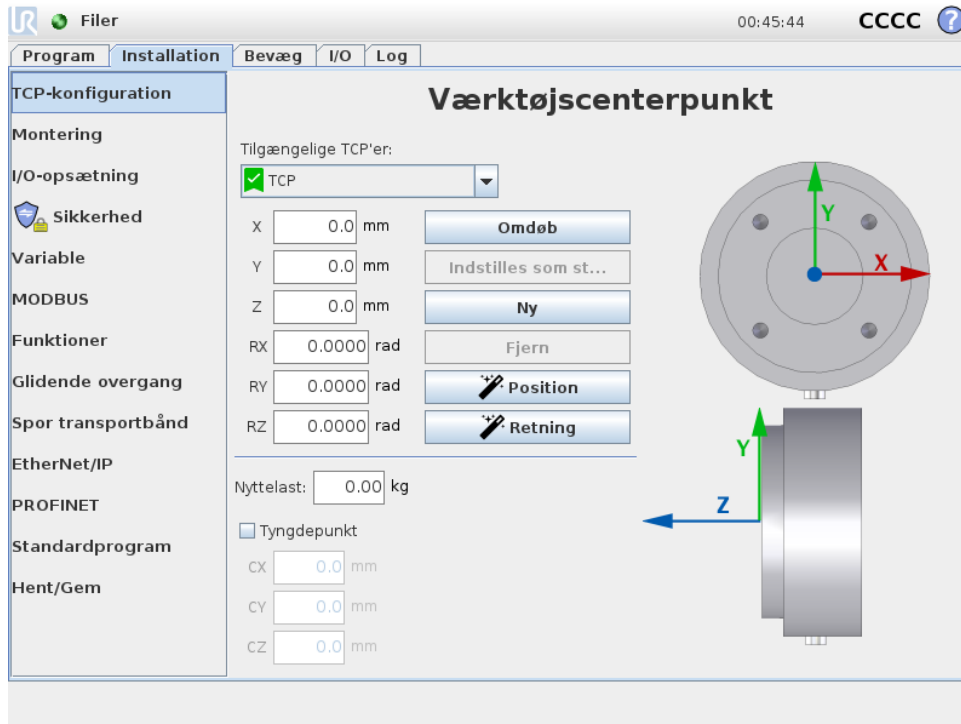 UR Filer 00:45:44 CCCC ?
Program Installation Bevæg I/O Log
TCP-konfiguration
Montering
I/O-opsætning
Sikkerhed
Variable
MODBUS
Funktioner
Glidende overgang
Spor transportbånd
EtherNet/IP
PROFINET
Standardprogram
Hent/Gem
Værktøjscenterpunkt
Tilgængelige TCP'er:
TCP
X 0.0 mm Omdøb
Y 0.0 mm Indstilles som st...
Z 0.0 mm Ny
RX 0.0000 rad Fjern
RY 0.0000 rad Position
RZ 0.0000 rad Retning
Nyttelast: 0.00 kg
Tyngdepunkt
CX 0.0 mm
CY 0.0 mm
CZ 0.0 mm
Y
X
Y
Z